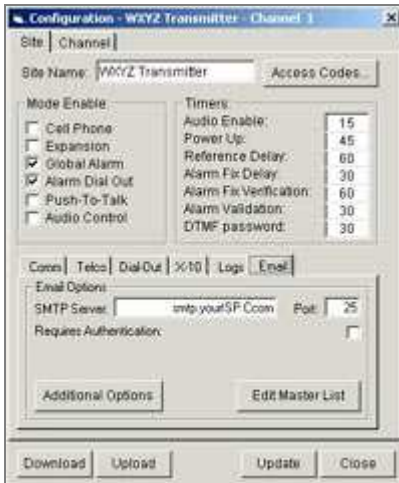 Configuration - WXYZ Transmitter - Channel 1
Site Channel
Site Name: WXYZ Transmitter Access Codes...
Mode Enable
Cell Phone
Expansion
Global Alarm
Alarm Dial Out
Push-To-Talk
Audio Control
Timers:
Audio Enable: 15
Power Up: 45
Reference Delay: 60
Alarm Fix Delay 30
Alarm Fix Verification: 60
Alarm Validation: 30
DTMF password: 30
Comm Telco Dial-Out X-10 Logs Email
Email Options
SMTP Server: smtp.yourISP.Ccom Port: 25
Requires Authentication:
Additional Options Edit Master List
Download Upload Update Close